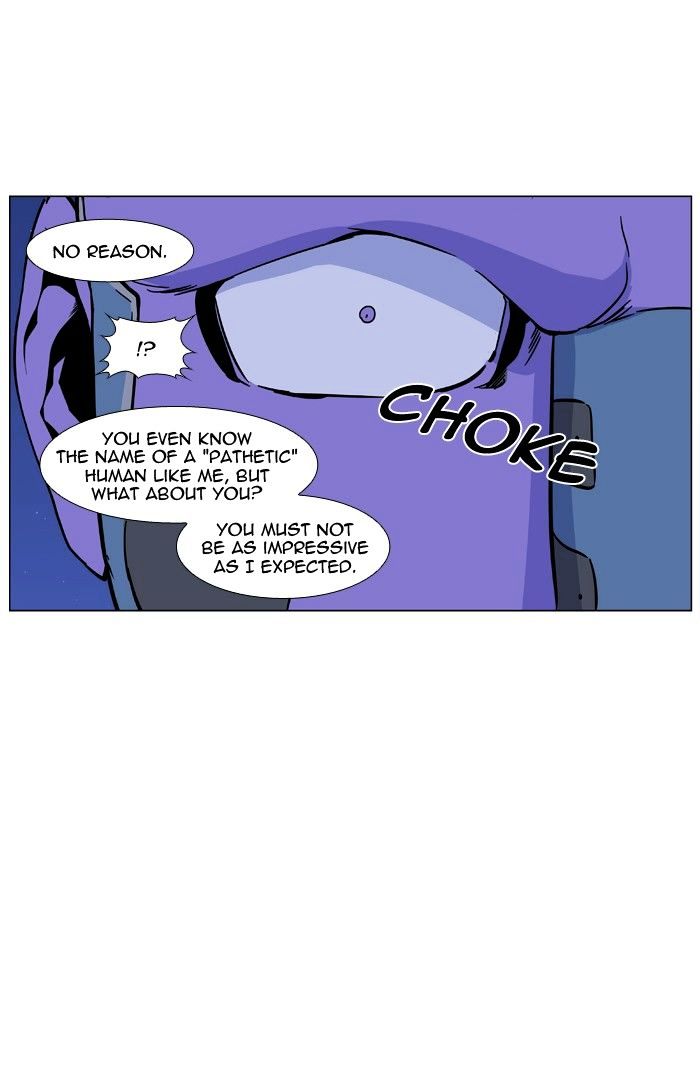 NO REASON.
!?
YOU EVEN KNOW
THE NAME OF A "PATHETIC"
HUMAN LIKE ME, BUT
WHAT ABOUT YOU?
YOU MUST NOT
BE AS IMPRESSIVE
AS I EXPECTED.
CHOKE